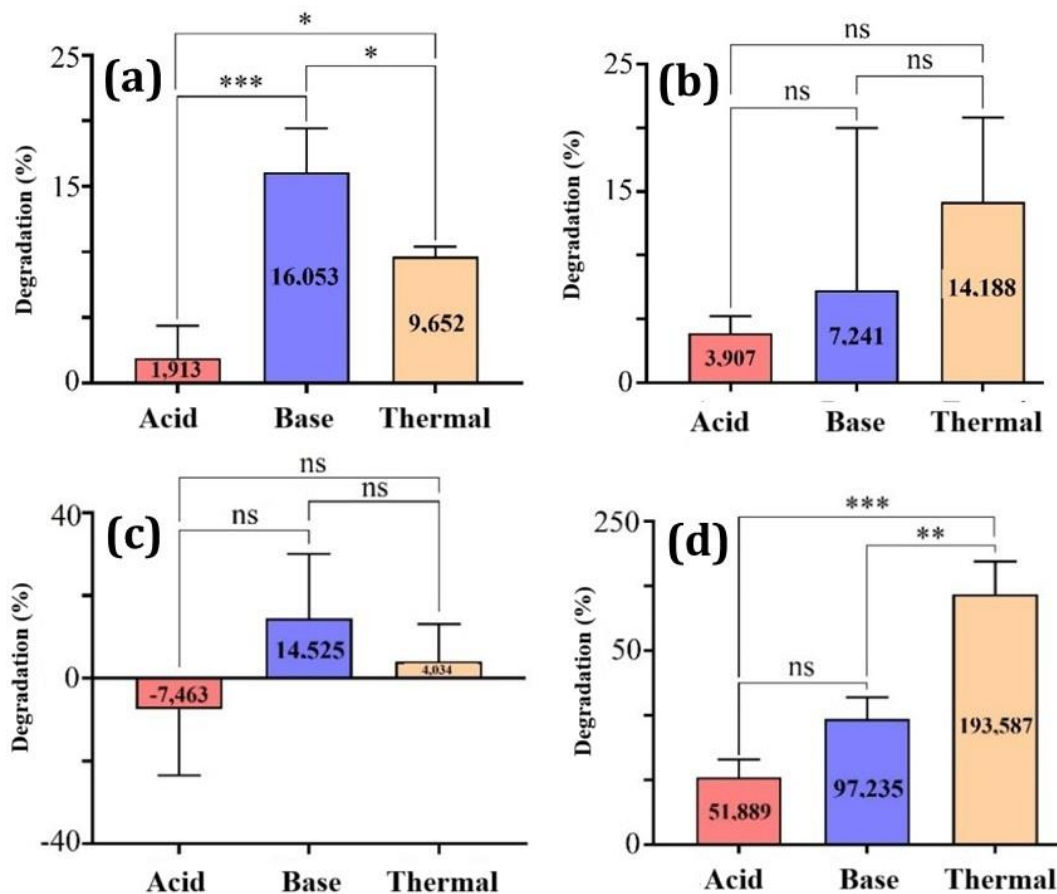 (a)
Degradation (%)
25
15
0
*
***
*
1,913
16,053
9,652
Acid
Base
Thermal
(b)
Degradation (%)
25
15
0
ns
ns
ns
3,907
7,241
14,188
Acid
Base
Thermal
(c)
Degradation (%)
40
0
-40
ns
ns
ns
-7,463
14,525
4,034
Acid
Base
Thermal
(d)
Degradation (%)
250
50
0
***
**
ns
51,889
97,235
193,587
Acid
Base
Thermal